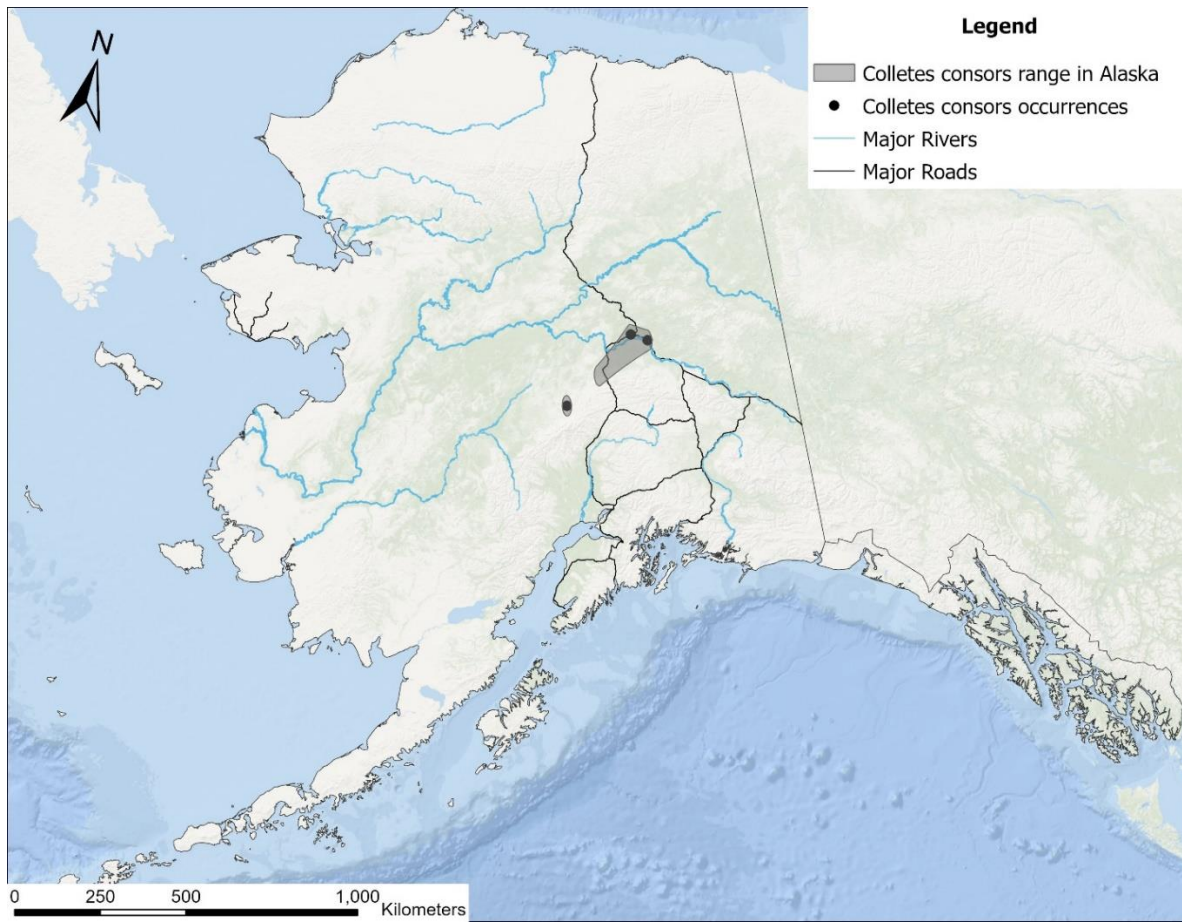 N
Legend
Colletes consors range in Alaska
Colletes consors occurrences
Major Rivers
Major Roads
0 250 500 1,000
Kilometers